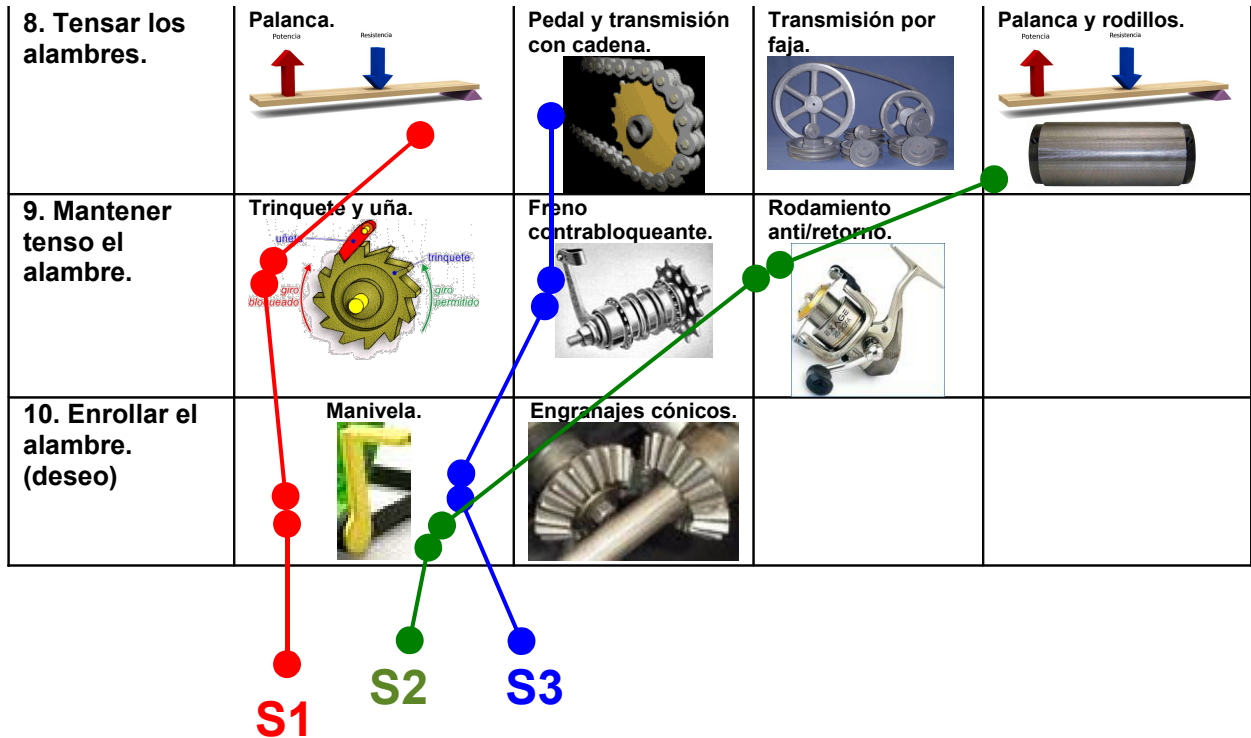 8. Tensar los
alambres.
Palanca.
Potencia
Resistencia
Pedal y transmisión
con cadena.
Transmisión por
faja.
Palanca y rodillos.
Potencia
Resistencia
9. Mantener
tenso el
alambre.
Trinquete y uña.
uñeta
trinquete
giro
bloqueado
giro
permitido
Freno
contrabloqueante.
Rodamiento
anti/retorno.
EXAGE
10. Enrollar el
alambre.
(deseo)
Manivela.
Engranajes cónicos.
S1
S2
S3